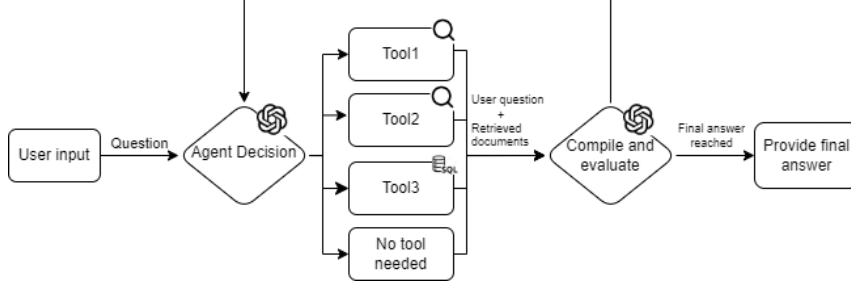 Tool1
Tool2
User question
+
Retrieved
documents
User input
Question
Agent Decision
Compile and
evaluate
Final answer
reached
Provide final
answer
Tool3
SQL
No tool
needed